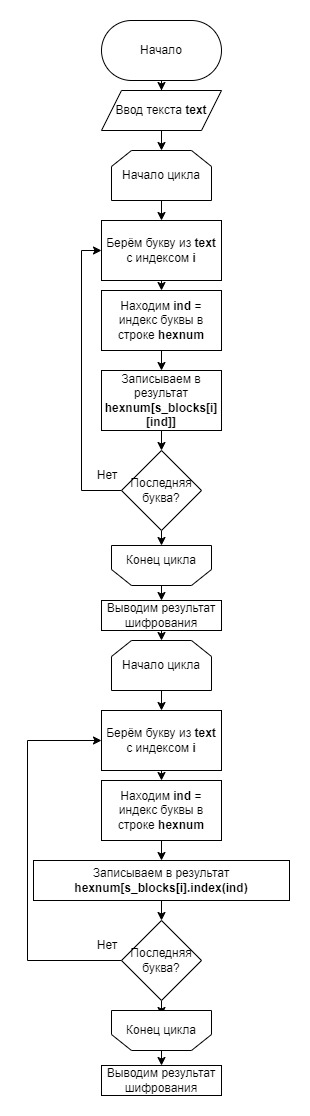 Начало
Ввод текста text
Начало цикла
Берём букву из text
с индексом i
Находим ind =
индекс буквы в
строке hexnum
Записываем в
результат
hexnum[s_blocks[i]
[ind]]
Нет
Последняя
буква?
Конец цикла
Выводим результат
шифрования
Начало цикла
Берём букву из text
с индексом i
Находим ind =
индекс буквы в
строке hexnum
Записываем в результат
hexnum[s_blocks[i].index(ind)
Нет
Последняя
буква?
Конец цикла
Выводим результат
шифрования